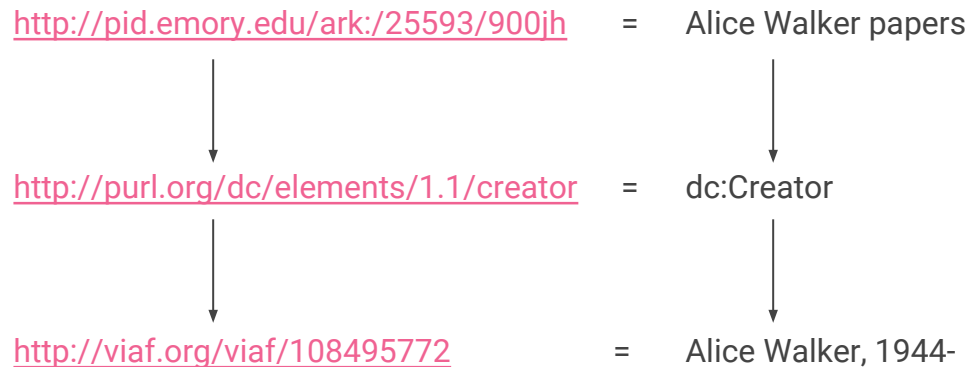 http://pid.emory.edu/ark:/25593/900jh = Alice Walker papers
http://purl.org/dc/elements/1.1/creator = dc:Creator
http://viaf.org/viaf/108495772 = Alice Walker, 1944-